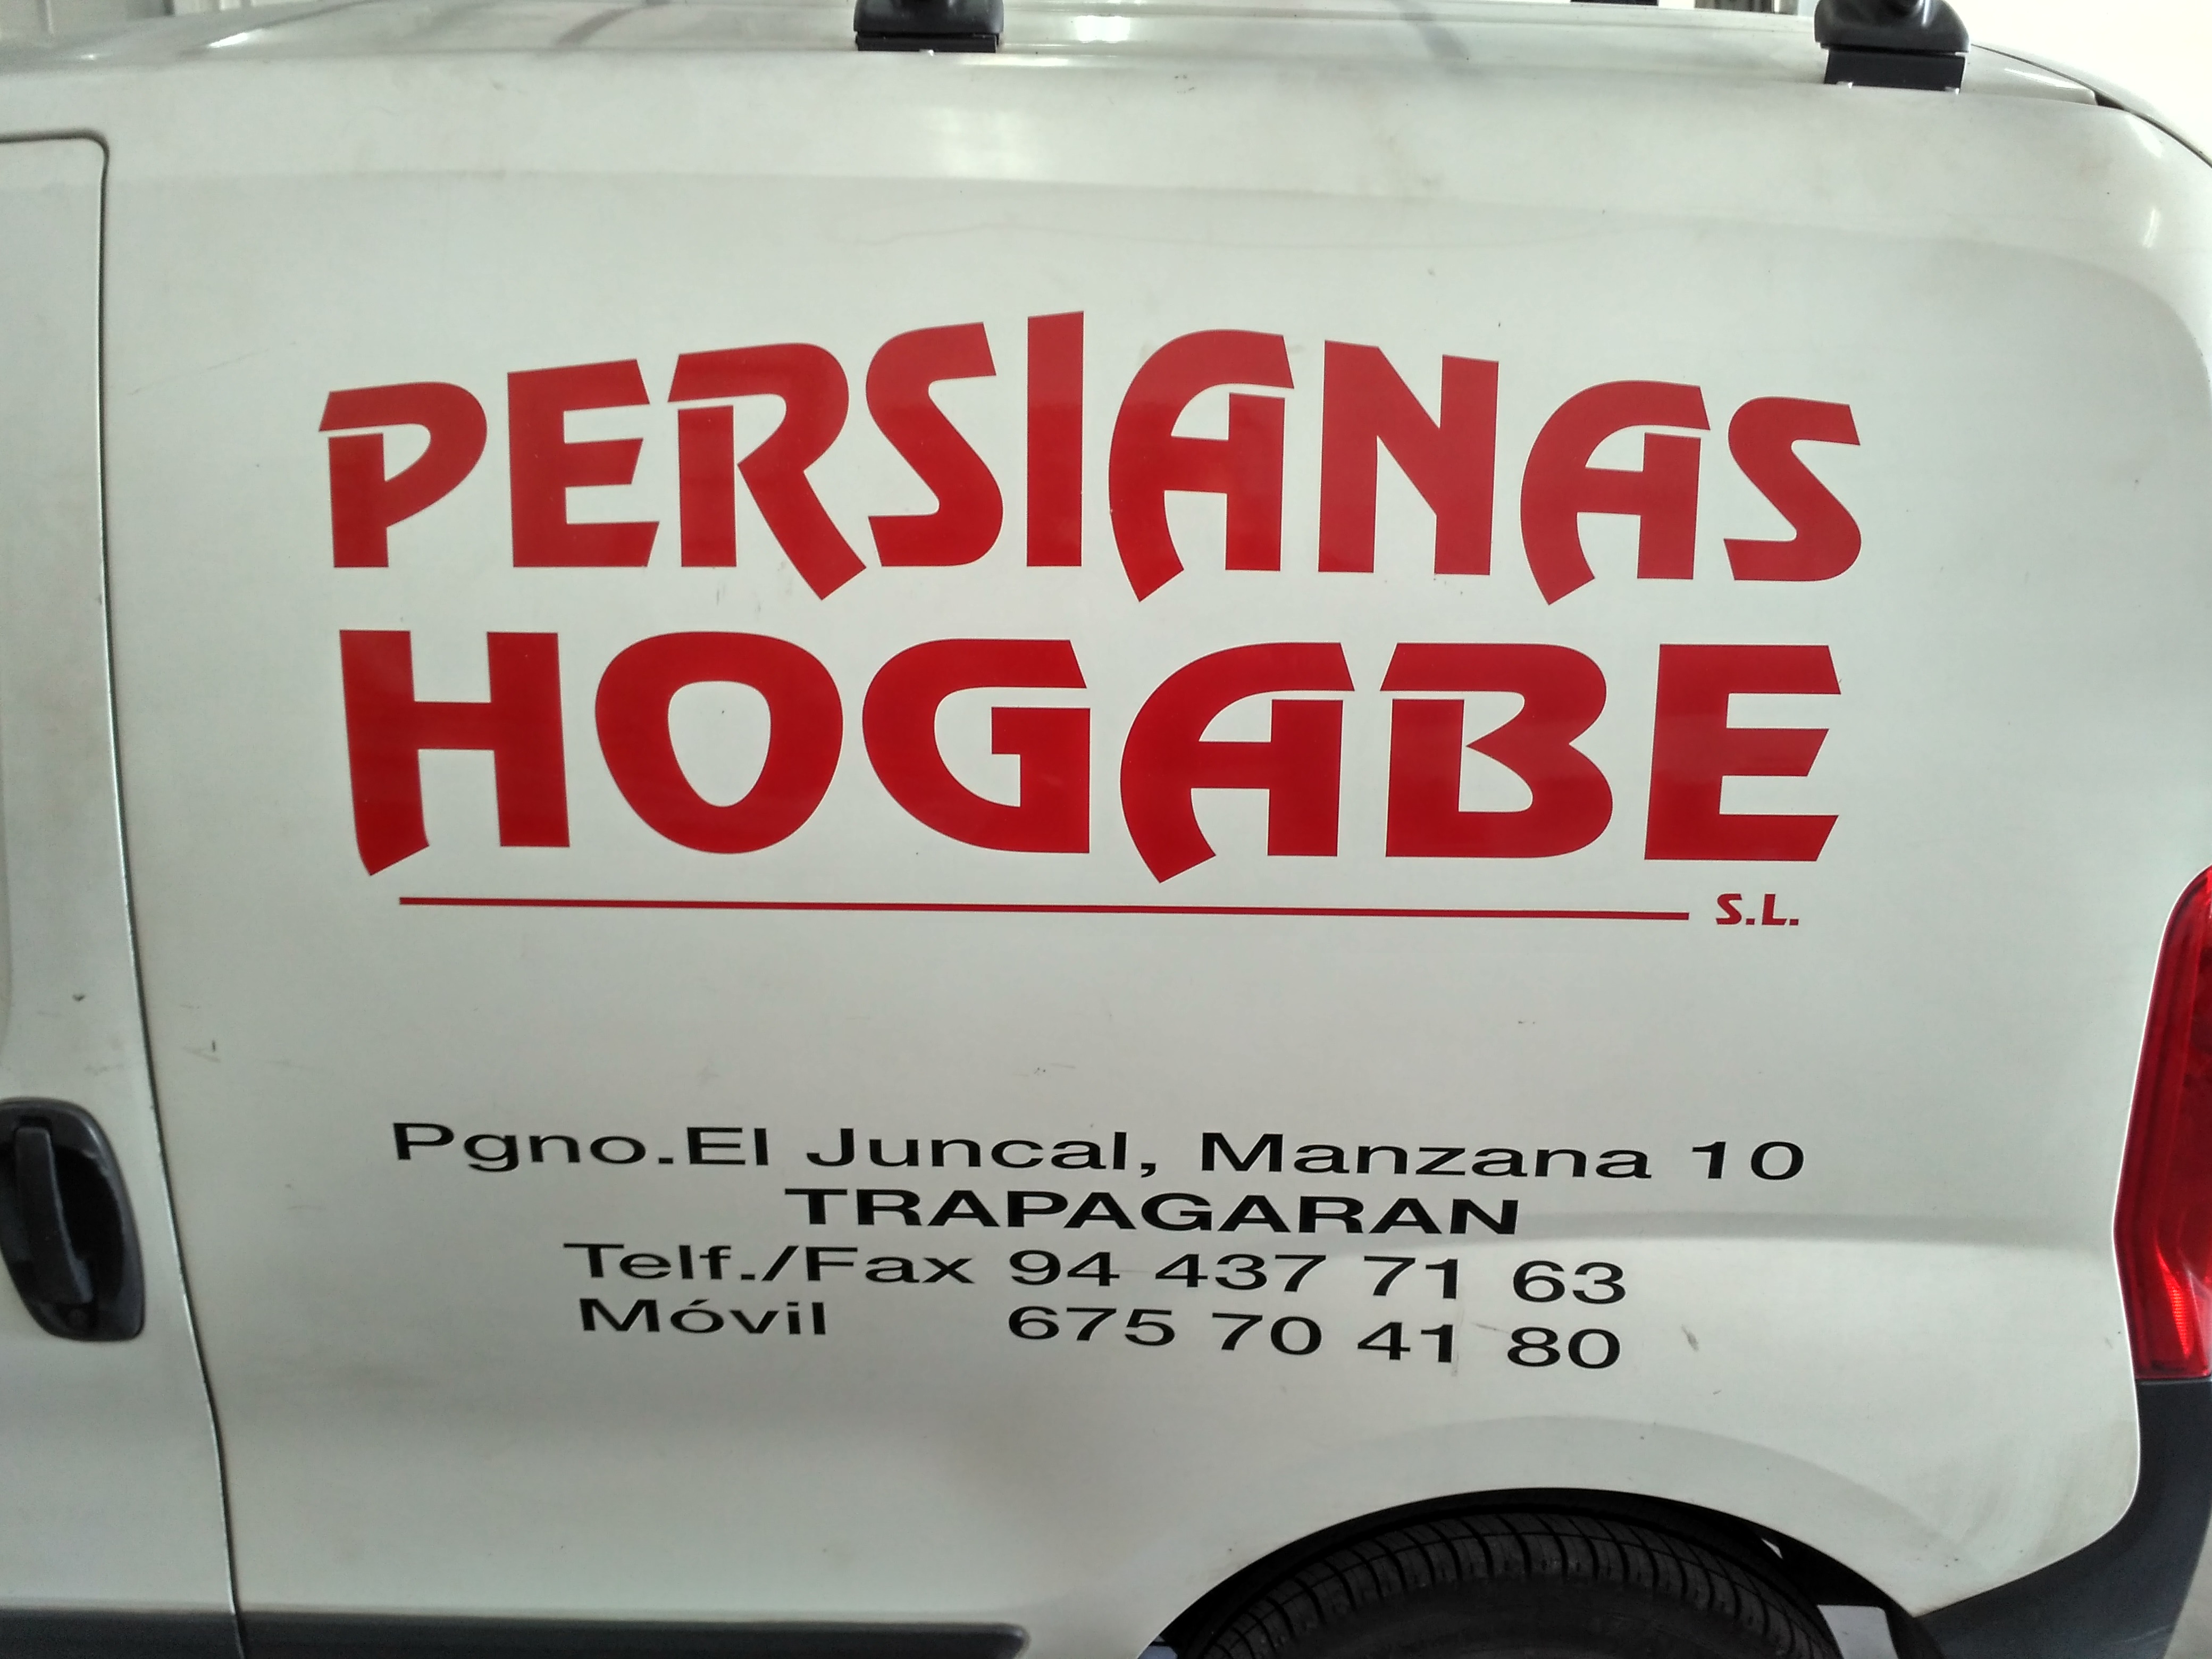 PERSIANAS
HOGABE
S.L.
Pgno.El Juncal, Manzana 10
TRAPAGARAN
Telf./Fax 94 437 71 63
Móvil 675 70 41 80